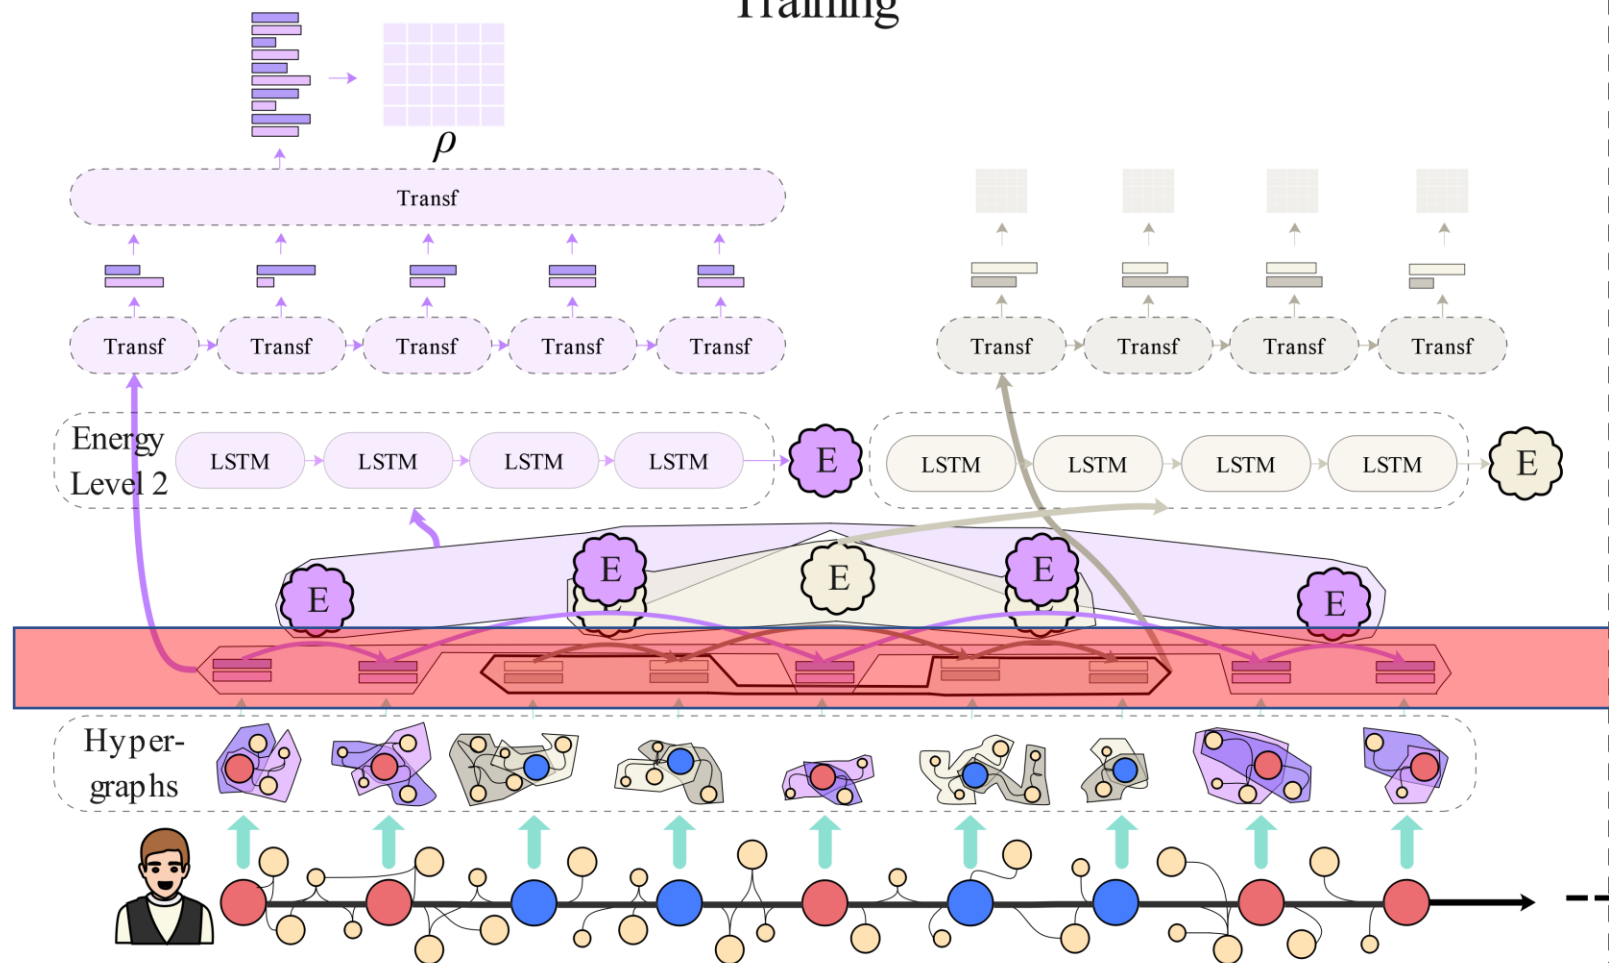 Training
ρ
Transf
Transf Transf Transf Transf Transf
Transf Transf Transf Transf
Energy
Level 2
LSTM LSTM LSTM LSTM E
LSTM LSTM LSTM LSTM E
E E E E E
E E
Hyper-
graphs